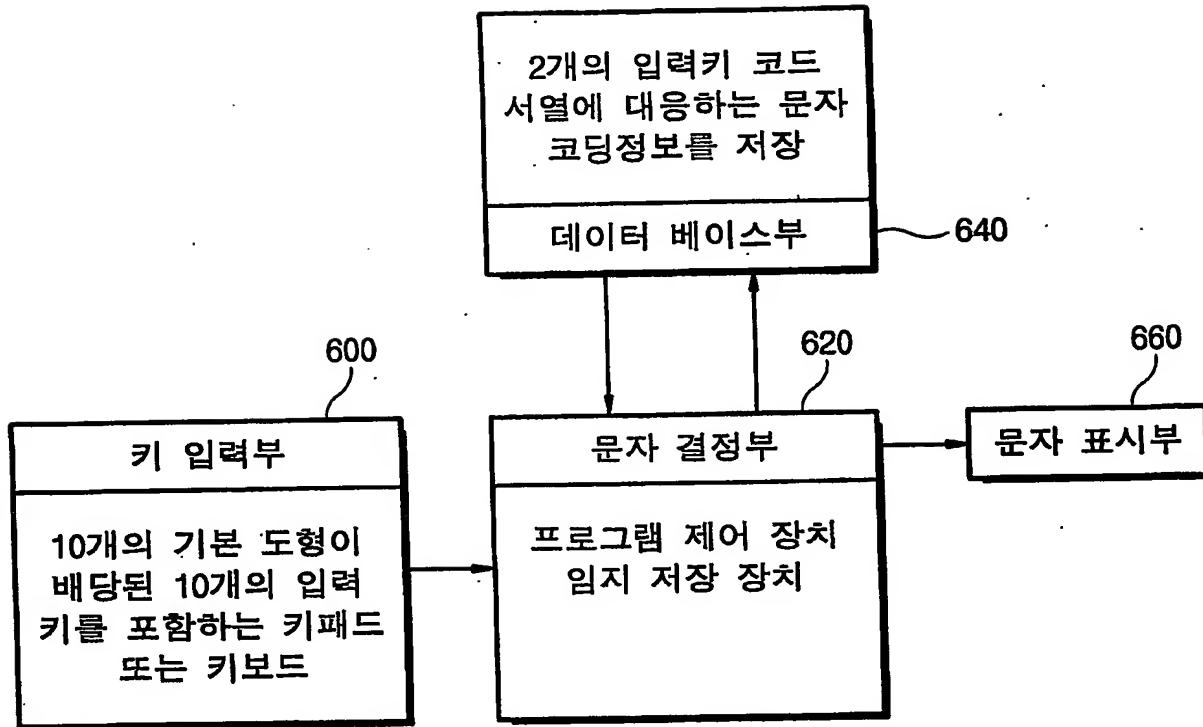 2개의 입력키 코드
서열에 대응하는 문자
코딩정보를 저장
데이터 베이스부
640
600
620
660
키 입력부
10개의 기본 도형이
배당된 10개의 입력
키를 포함하는 키패드
또는 키보드
문자 결정부
프로그램 제어 장치
임지 저장 장치
문자 표시부